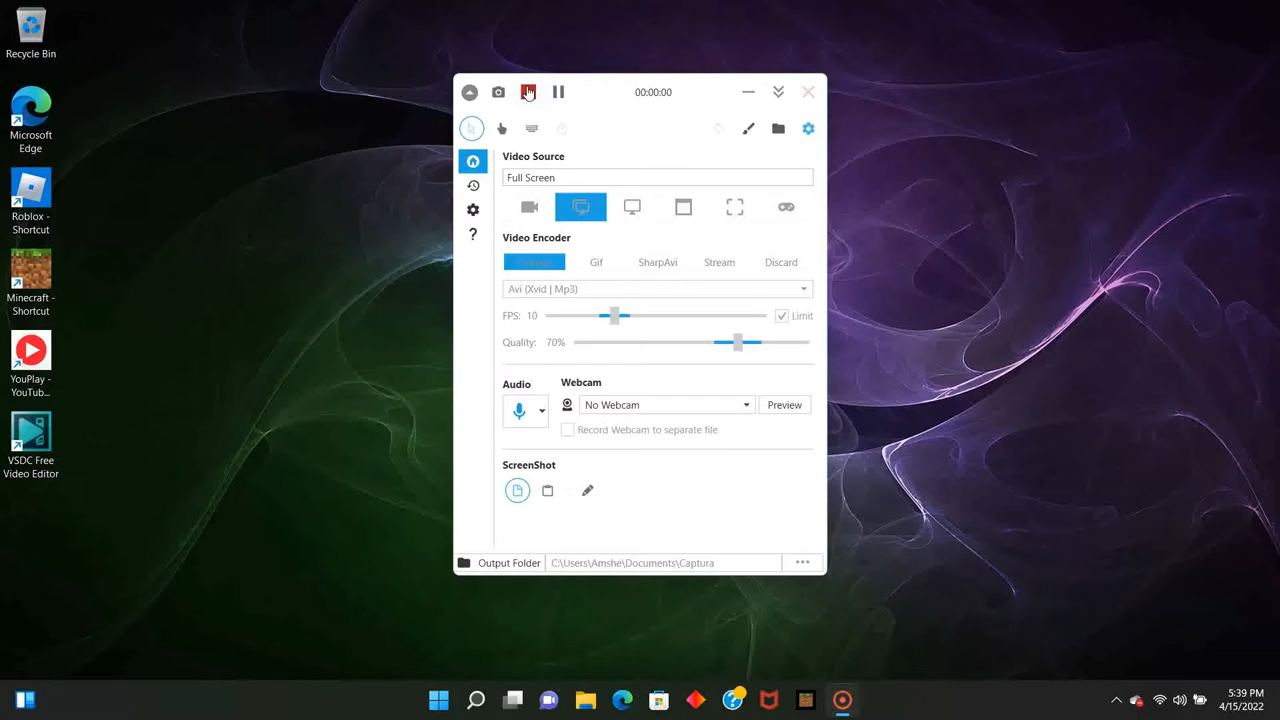 Recycle Bin
Microsoft
Edge
Roblox -
Shortcut
Minecraft -
Shortcut
YouPlay -
YouTub...
VSDC Free
Video Editor
00:00:00
Video Source
Full Screen
Video Encoder
Gif
SharpAvi
Stream
Discard
Avi (Xvid | Mp3)
FPS: 10
Limit
Quality: 70%
Audio
Webcam
No Webcam
Preview
Record Webcam to separate file
ScreenShot
Output Folder
C:\Users\Amshe\Documents\Captura
5:39 PM
4/15/2022